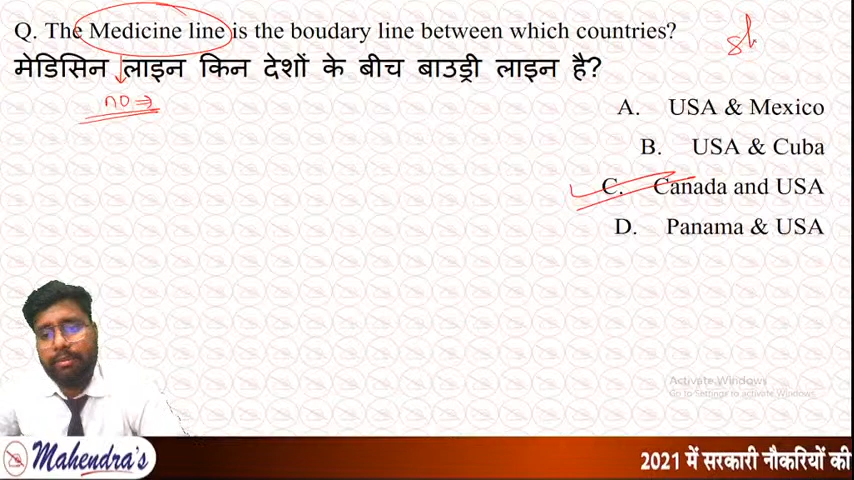 Q. The Medicine line is the boudary line between which countries?
मेडिसिन लाइन किन देशों के बीच बाउड्री लाइन है?
no
A. USA & Mexico
B. USA & Cuba
C. Canada and USA
D. Panama & USA
Activate Windows
Go to Settings to activate Windows.
Mahendra's
2021 में सरकारी नौकरियों की